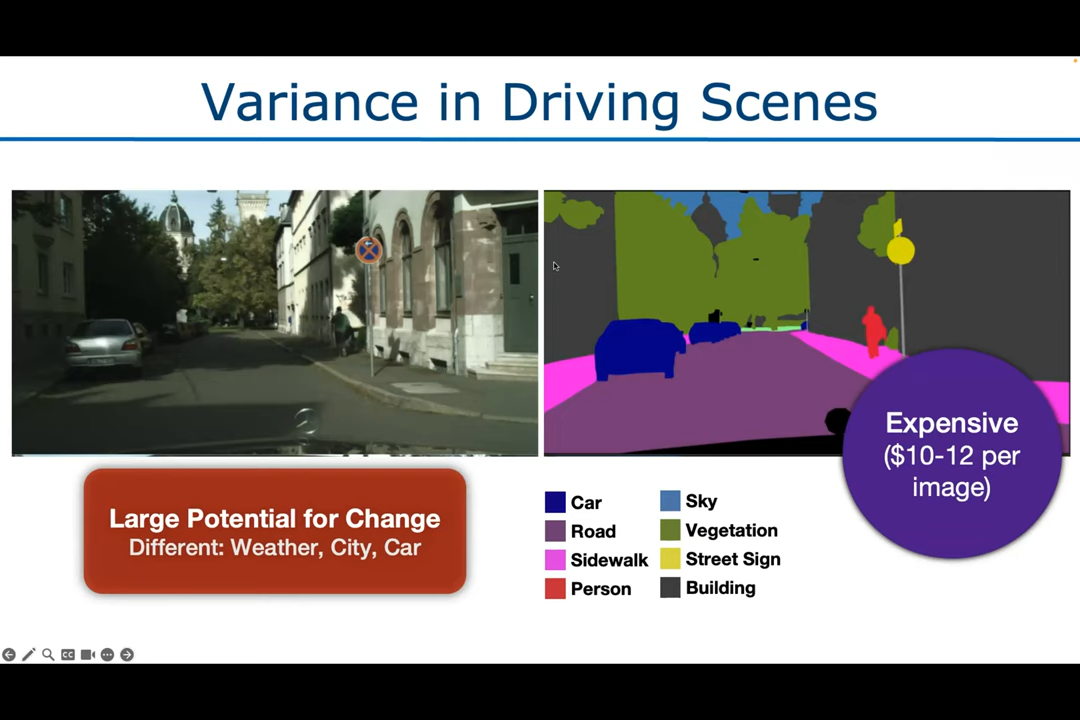 Variance in Driving Scenes
Large Potential for Change
Different: Weather, City, Car
Expensive
($10-12 per
image)
Car
Road
Sidewalk
Person
Sky
Vegetation
Street Sign
Building
CC